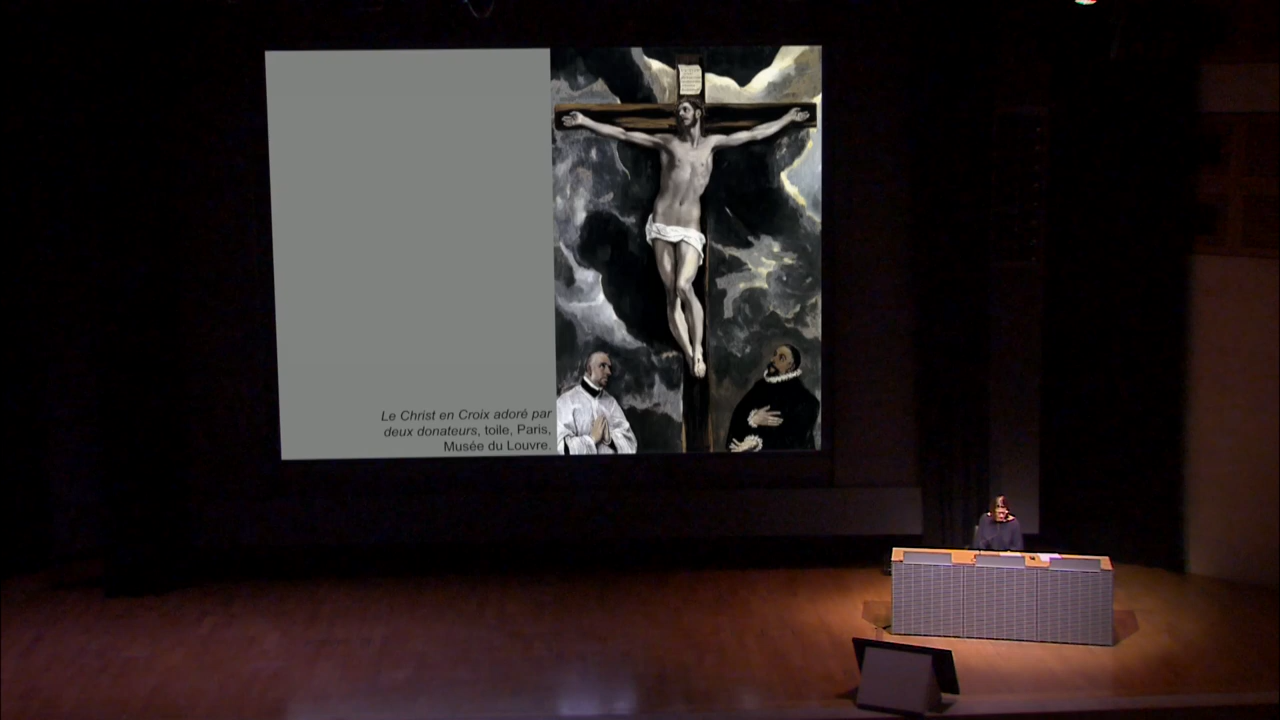 Le Christ en Croix adoré par
deux donateurs, toile, Paris,
Musée du Louvre.